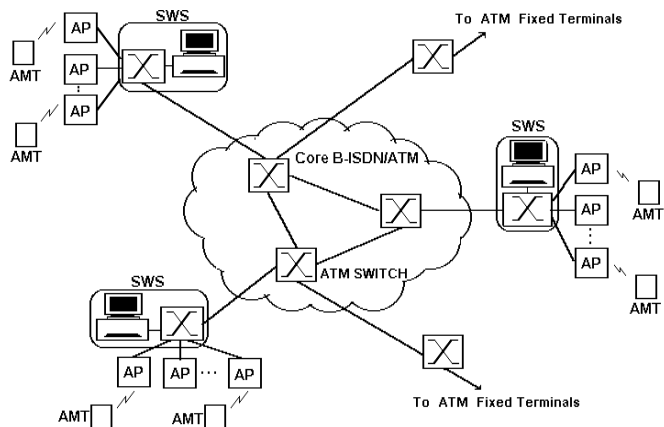 SWS
To ATM Fixed Terminals
AP
AP
AP
AMT
AMT
Core B-ISDN/ATM
SWS
AP
AP
AP
AMT
AMT
ATM SWITCH
SWS
AP
AP
AP
AMT
AMT
To ATM Fixed Terminals